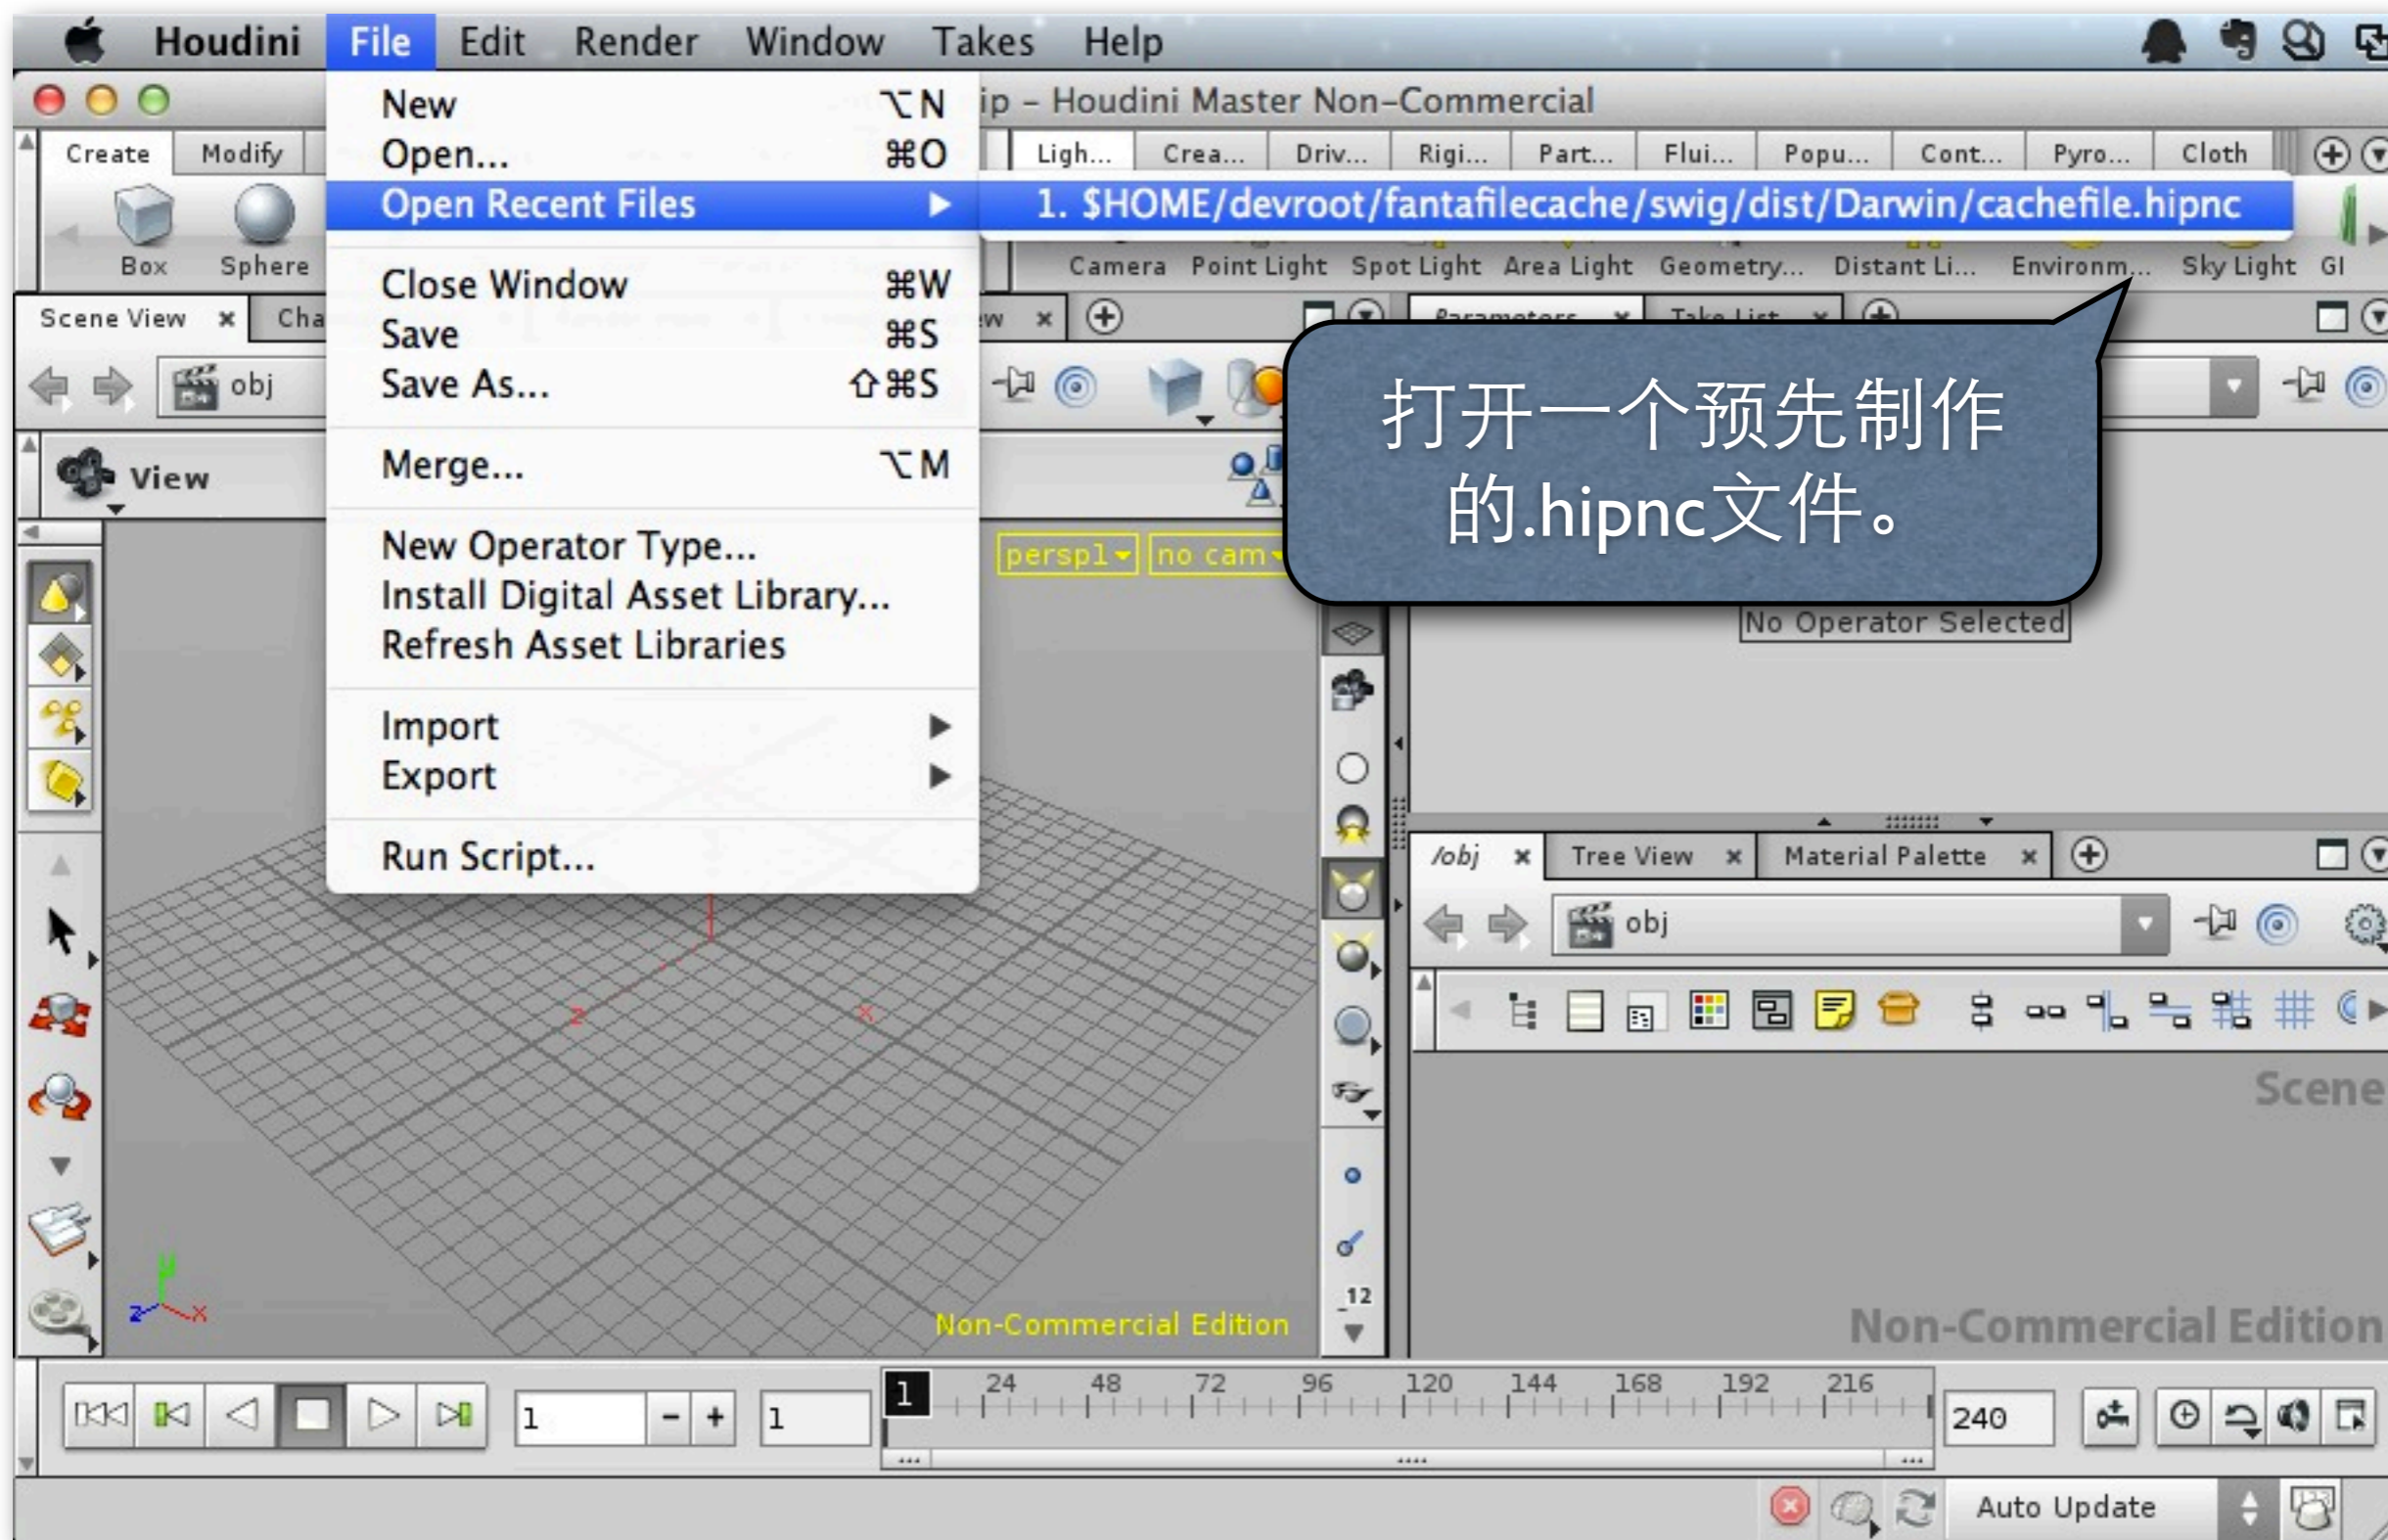 Houdini File Edit Render Window Takes Help
ip – Houdini Master Non-Commercial
New ⌥N
Open... ⌘O
Open Recent Files ▶
1. $HOME/devroot/fantafilecache/swig/dist/Darwin/cachefile.hipnc
Close Window ⌘W
Save ⌘S
Save As... ⇧⌘S
Merge... ⌥M
New Operator Type...
Install Digital Asset Library...
Refresh Asset Libraries
Import ▶
Export ▶
Run Script...
Create Modify
Ligh... Crea... Driv... Rigi... Part... Flui... Popu... Cont... Pyro... Cloth
Box Sphere
Camera Point Light Spot Light Area Light Geometry... Distant Li... Environm... Sky Light GI
Scene View Cha
Parameters Take List
obj
打开一个预先制作
的.hipnc文件。
View
persp1 no cam
No Operator Selected
/obj Tree View Material Palette
obj
z x
Scene
12
y
z x
Non-Commercial Edition
Non-Commercial Edition
1 - + 1
1 24 48 72 96 120 144 168 192 216
240
Auto Update